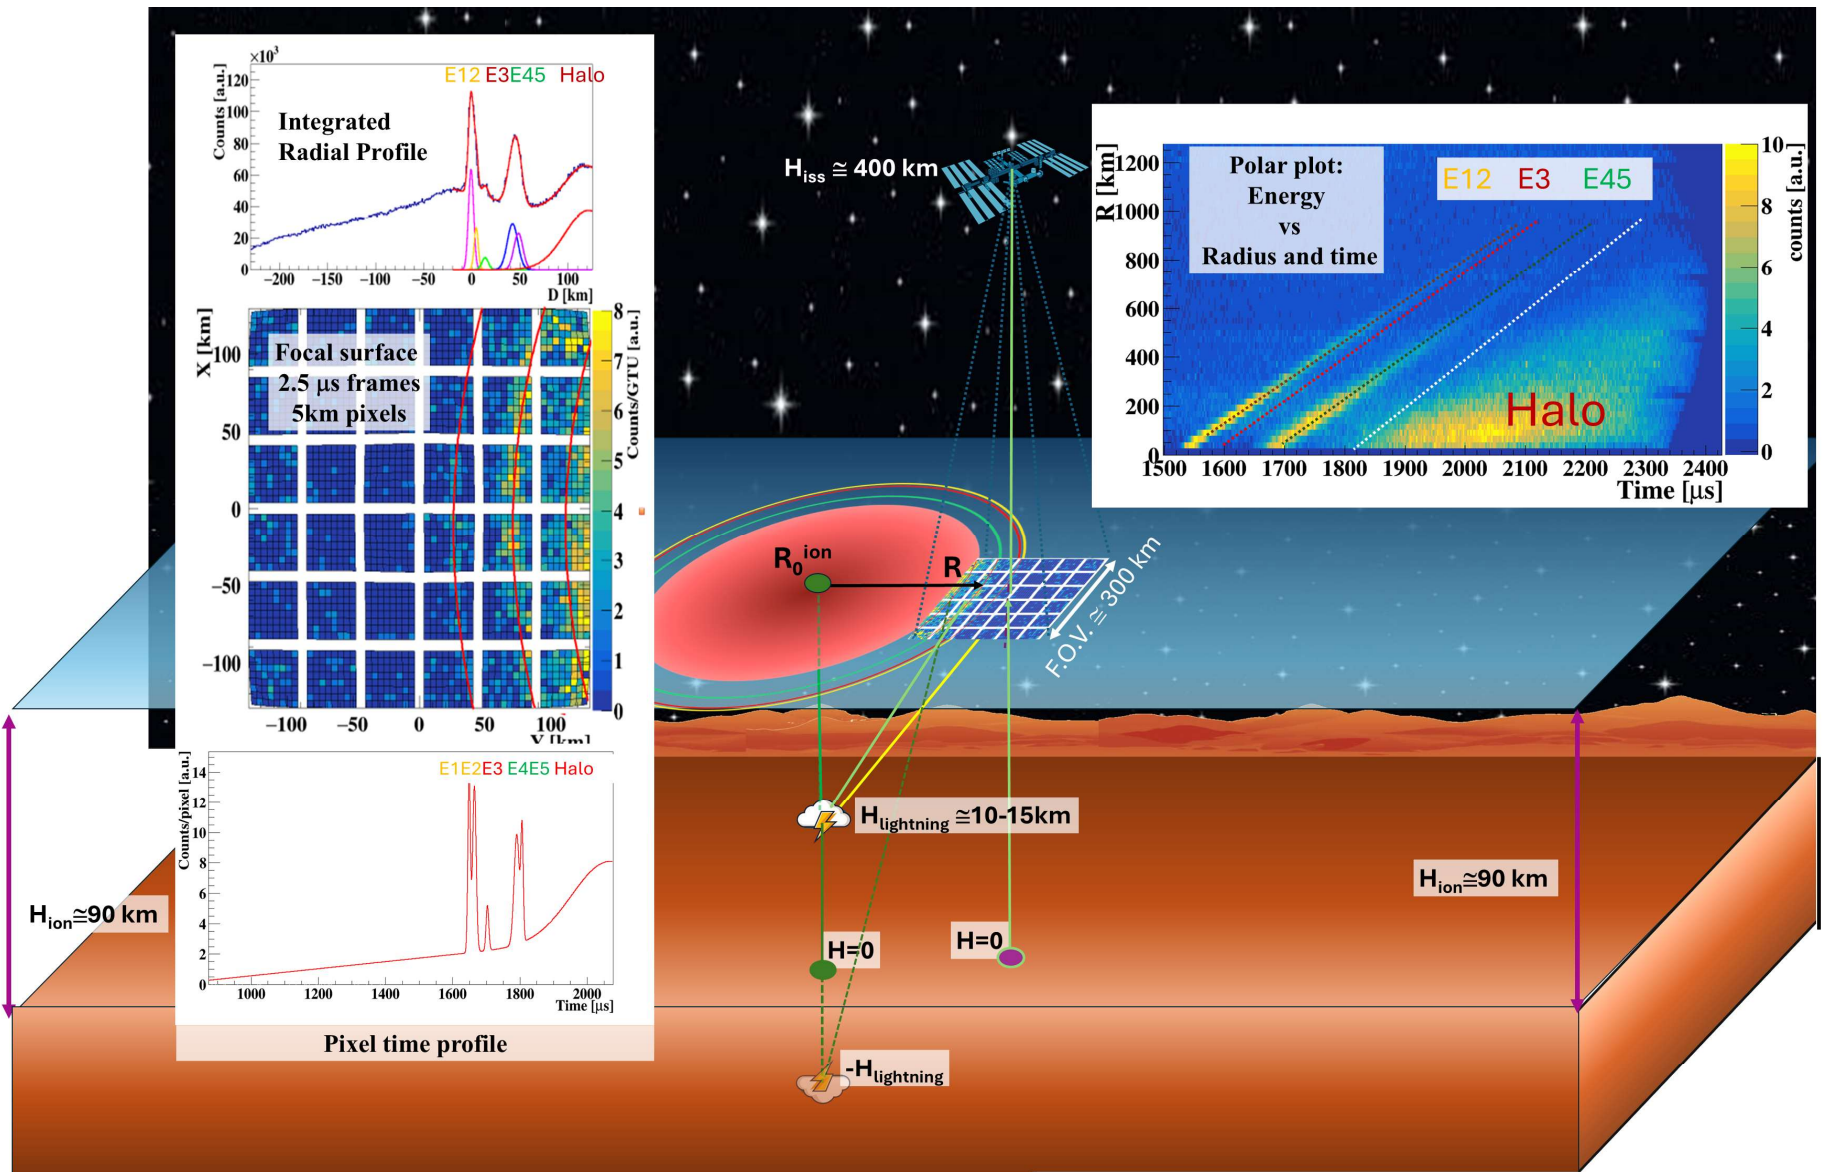 ×10³
Counts [a.u.]
120
100
80
60
40
20
0
E12 E3E45 Halo
Integrated
Radial Profile
−200 −150 −100 −50 0 50 100
D [km]
X [km]
100
50
0
−50
−100
Focal surface
2.5 μs frames
5km pixels
−100 −50 0 50 100
Y [km]
8
7
6
5
4
3
2
1
0
Counts/GTU [a.u.]
Counts/pixel [a.u.]
14
12
10
8
6
4
2
0
E1E2E3 E4E5 Halo
1000 1200 1400 1600 1800 2000
Time [μs]
Pixel time profile
H_iss ≅ 400 km
R [km]
1200
1000
800
600
400
200
0
Polar plot:
Energy
vs
Radius and time
E12 E3 E45
Halo
1500 1600 1700 1800 1900 2000 2100 2200 2300 2400
Time [μs]
10
8
6
4
2
0
counts [a.u.]
R₀^ion
R
F.O.V. ≅ 300 km
H_lightning ≅10-15km
H_ion≅90 km
H_ion≅90 km
H=0
H=0
-H_lightning